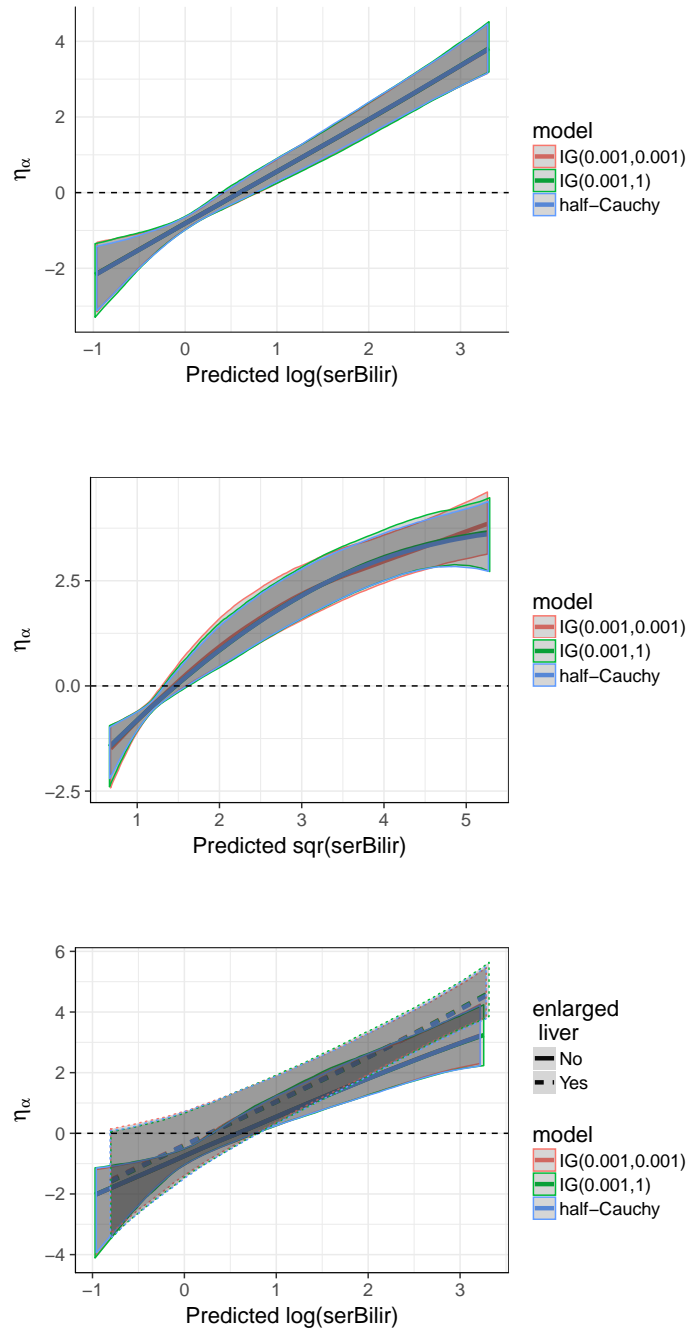 4
2
0
−2
ηα
−1 0 1 2 3
Predicted log(serBilir)
model
IG(0.001,0.001)
IG(0.001,1)
half−Cauchy
2.5
0.0
−2.5
ηα
1 2 3 4 5
Predicted sqr(serBilir)
model
IG(0.001,0.001)
IG(0.001,1)
half−Cauchy
6
4
2
0
−2
−4
ηα
−1 0 1 2 3
Predicted log(serBilir)
enlarged
liver
No
Yes
model
IG(0.001,0.001)
IG(0.001,1)
half−Cauchy